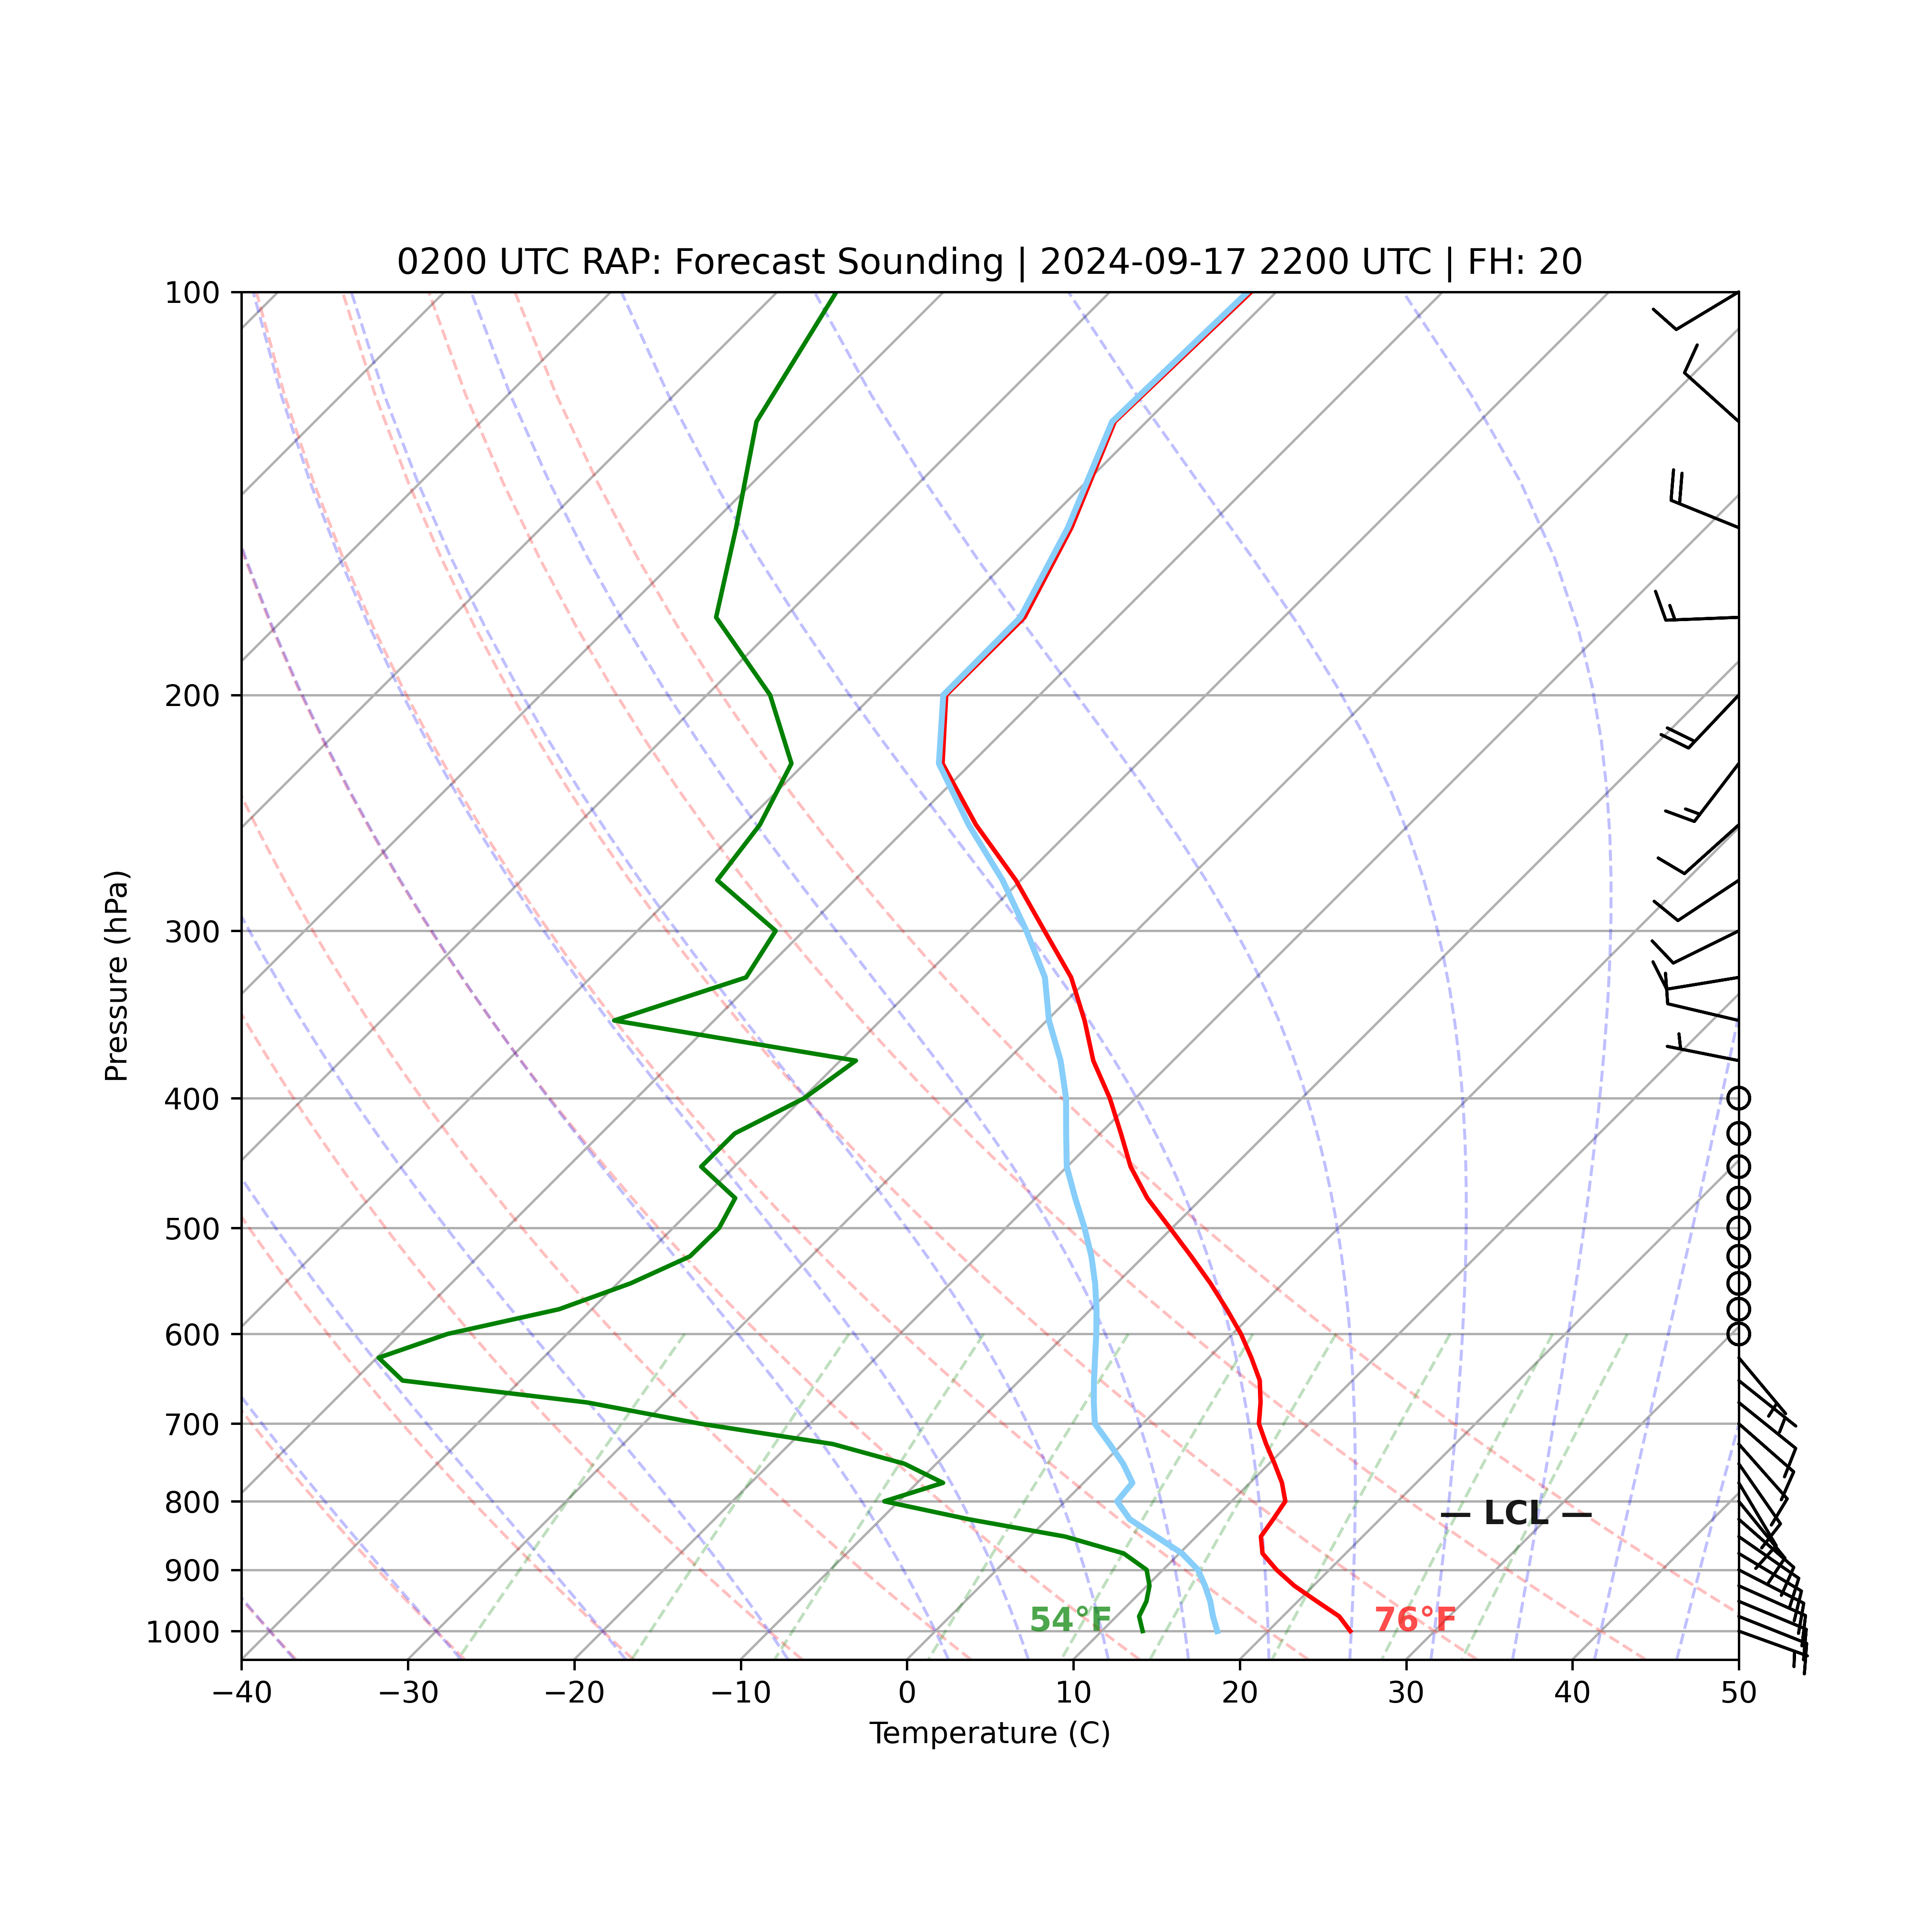 0200 UTC RAP: Forecast Sounding | 2024-09-17 2200 UTC | FH: 20
100
200
300
400
500
600
700
800
900
1000
Pressure (hPa)
— LCL —
54°F
76°F
−40 −30 −20 −10 0 10 20 30 40 50
Temperature (C)